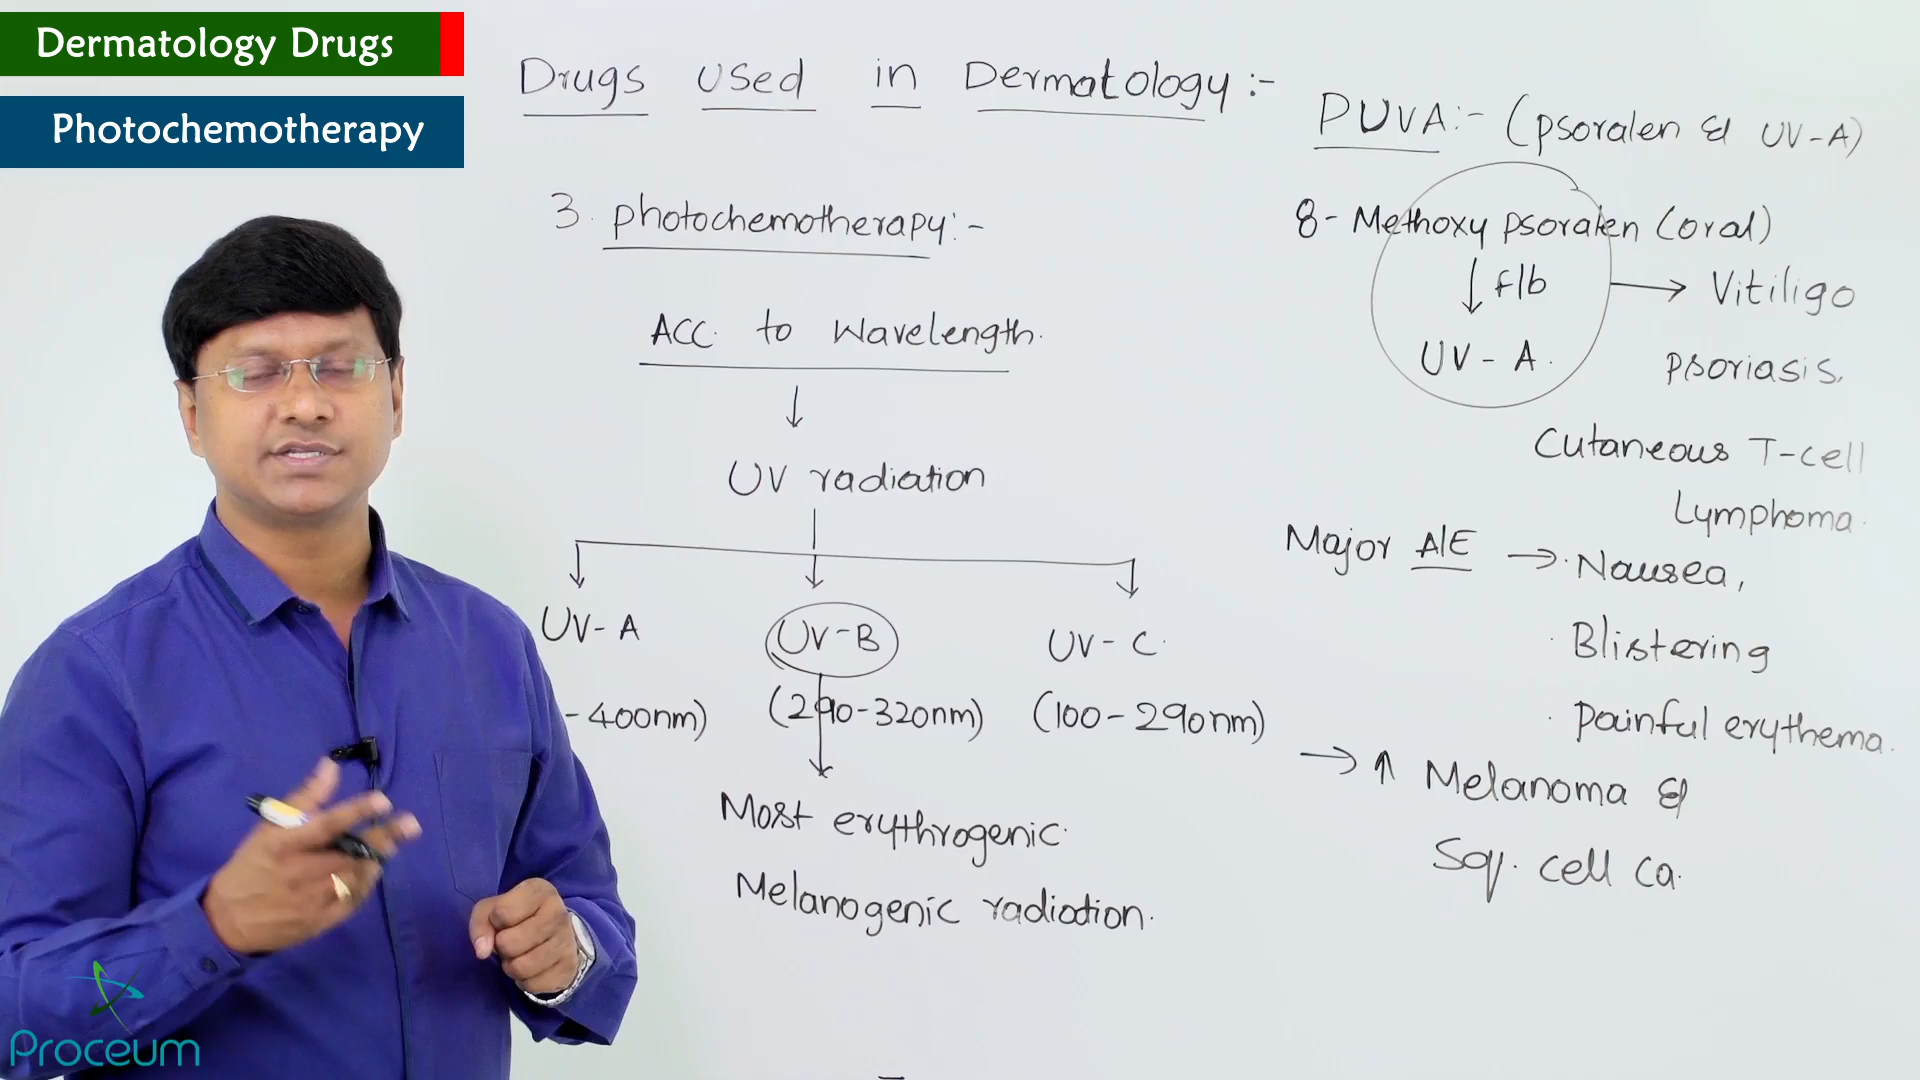 Dermatology Drugs
Photochemotherapy
Drugs used in Dermatology :-
3. Photochemotherapy :-
Acc. to Wavelength.
UV radiation
UV-A
UV-B
UV-C.
- 400nm)
(290-320nm)
(100-290nm)
Most erythrogenic
Melanogenic radiation.
PUVA :- (Psoralen & UV-A)
8-Methoxy Psoralen (oral)
f/b
UV-A.
Vitiligo
Psoriasis.
Cutaneous T-cell
Lymphoma.
Major A/E → Nausea,
Blistering
Painful erythema.
→ ↑ Melanoma &
Sq. cell ca.
Proceum